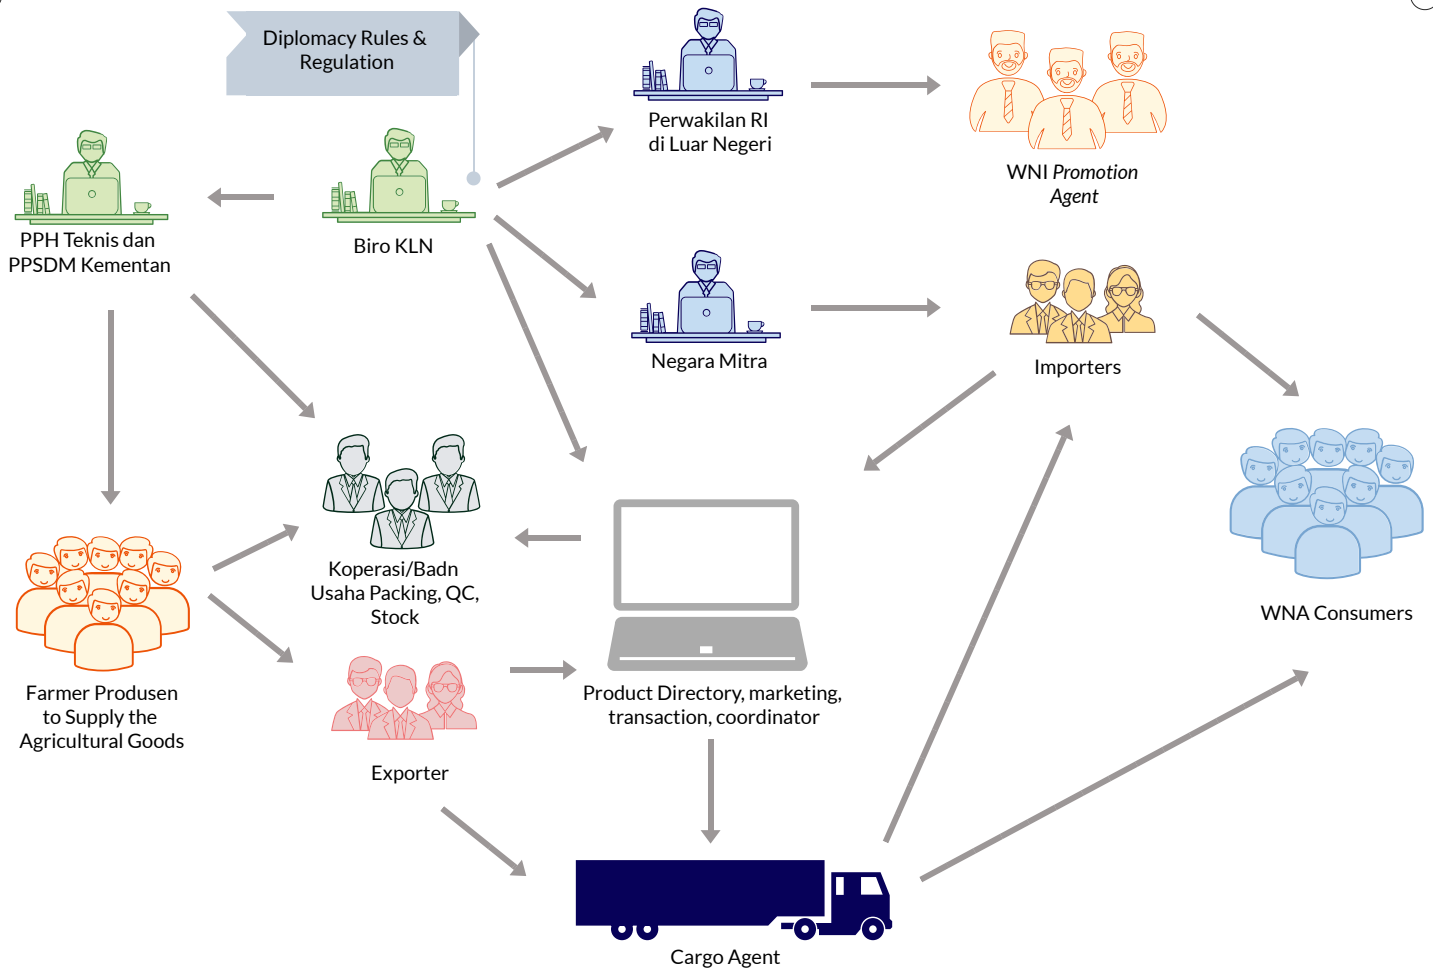 Diplomacy Rules &
Regulation
Perwakilan RI
di Luar Negeri
WNI Promotion
Agent
PPH Teknis dan
PPSDM Kementan
Biro KLN
Negara Mitra
Importers
Koperasi/Badn
Usaha Packing, QC,
Stock
WNA Consumers
Farmer Produsen
to Supply the
Agricultural Goods
Product Directory, marketing,
transaction, coordinator
Exporter
Cargo Agent